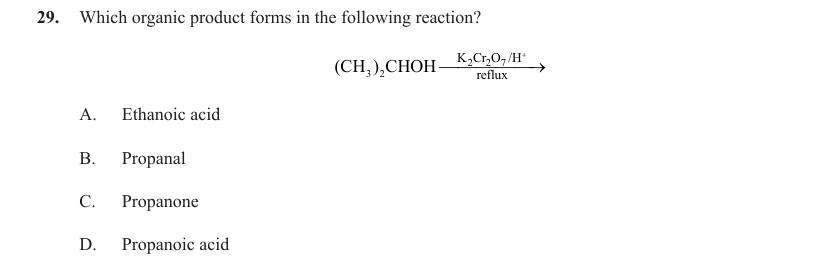 29. Which organic product forms in the following reaction?
(CH₃)₂CHOH K₂Cr₂O₇/H⁺ reflux →
A. Ethanoic acid
B. Propanal
C. Propanone
D. Propanoic acid